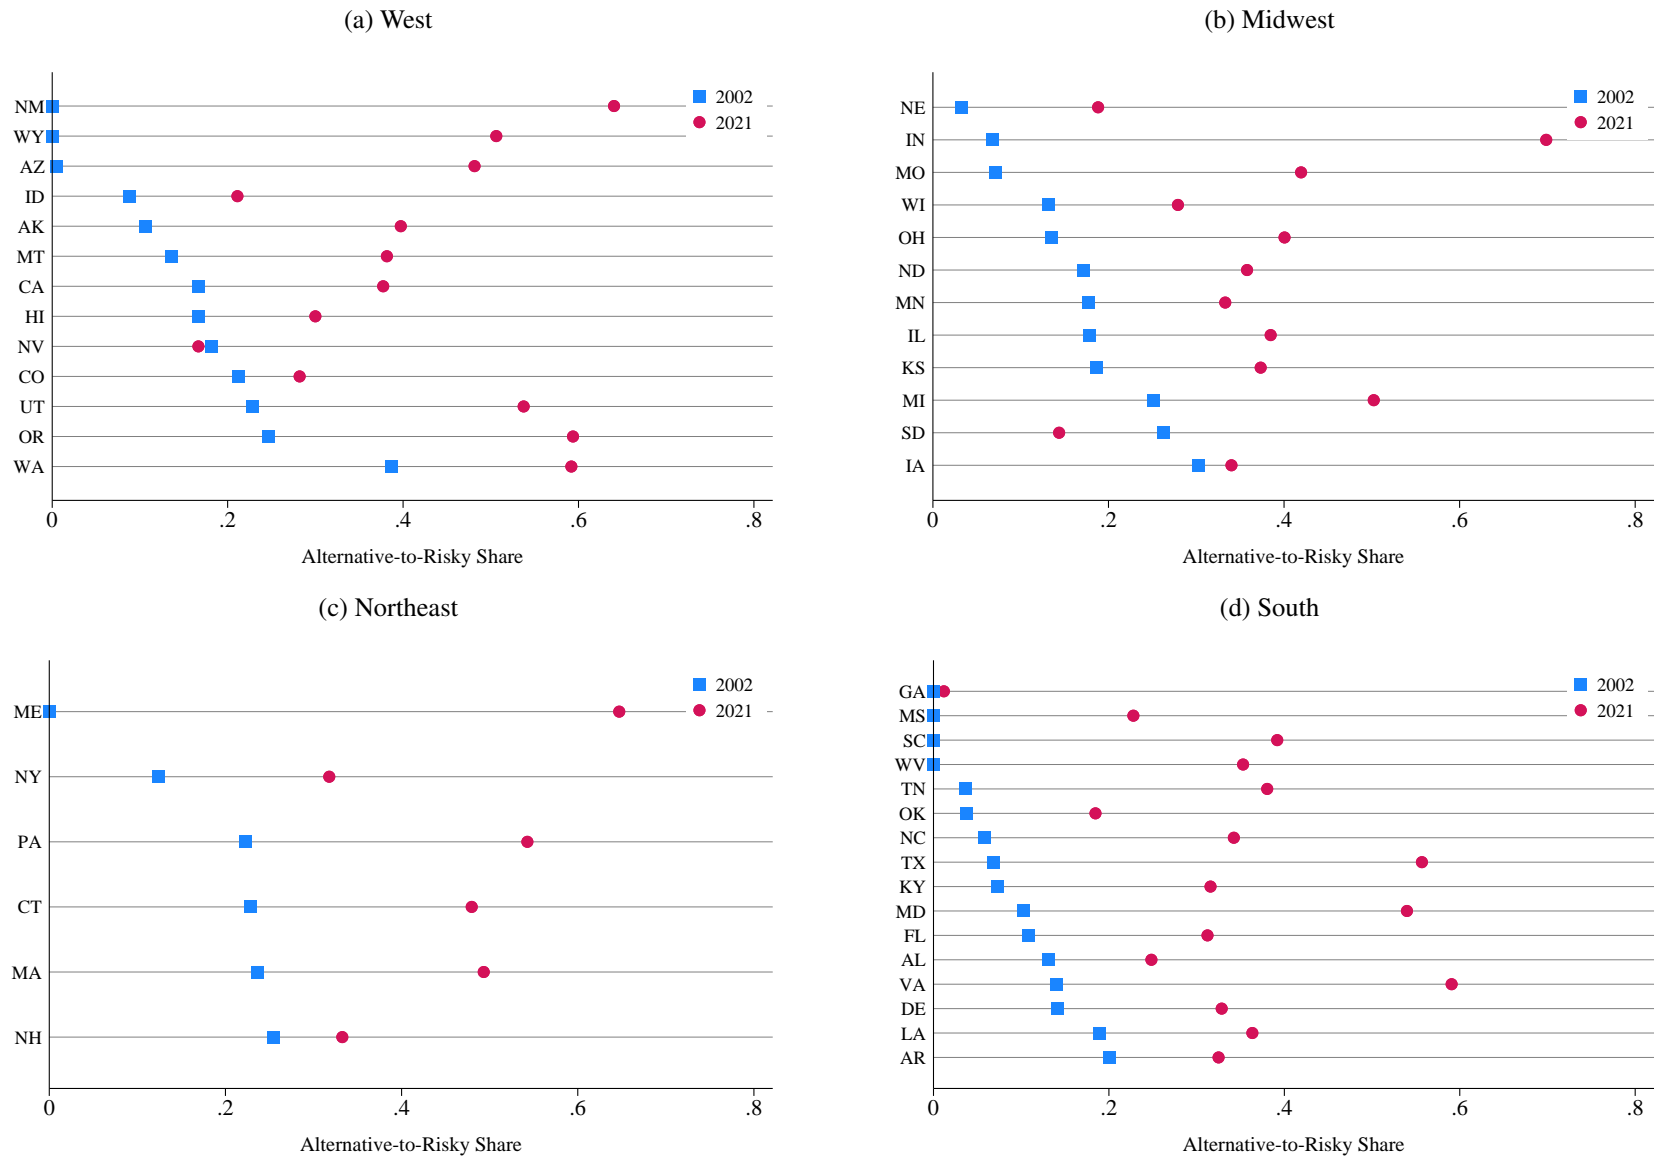 (a) West
2002
2021
NM
WY
AZ
ID
AK
MT
CA
HI
NV
CO
UT
OR
WA
0 .2 .4 .6 .8
Alternative-to-Risky Share
(b) Midwest
2002
2021
NE
IN
MO
WI
OH
ND
MN
IL
KS
MI
SD
IA
0 .2 .4 .6 .8
Alternative-to-Risky Share
(c) Northeast
2002
2021
ME
NY
PA
CT
MA
NH
0 .2 .4 .6 .8
Alternative-to-Risky Share
(d) South
2002
2021
GA
MS
SC
WV
TN
OK
NC
TX
KY
MD
FL
AL
VA
DE
LA
AR
0 .2 .4 .6 .8
Alternative-to-Risky Share